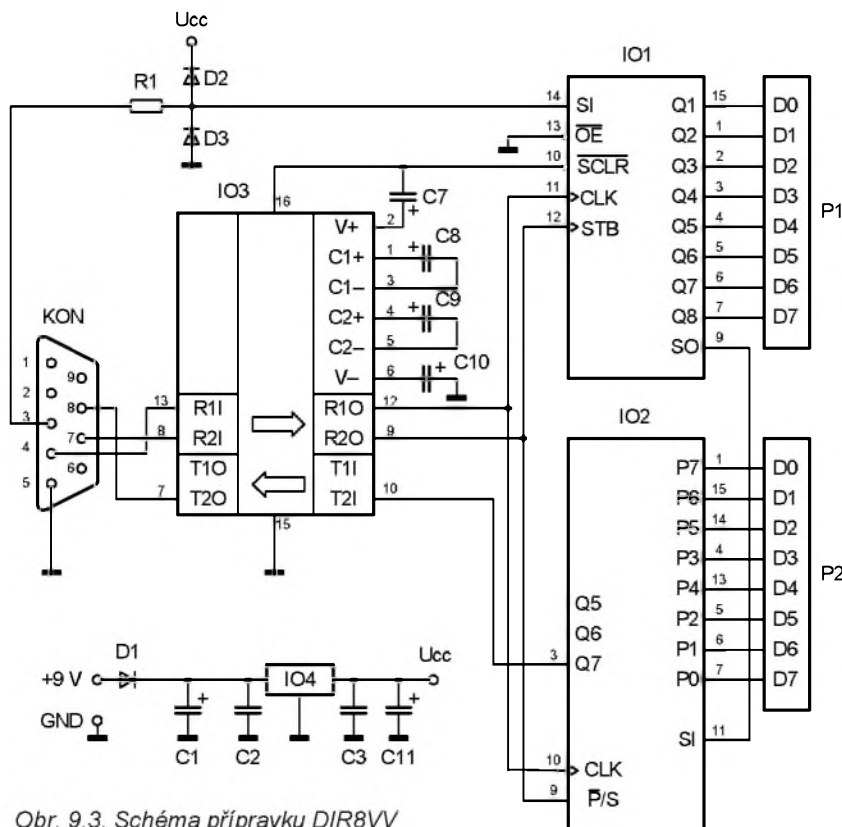 Ucc
R1
D2
D3
IO1
14 SI
13 OE
10 SCLR
11 CLK
12 STB
Q1 15 D0
Q2 1 D1
Q3 2 D2
Q4 3 D3
Q5 4 D4
Q6 5 D5
Q7 6 D6
Q8 7 D7
SO 9
P1
IO3
16
V+ 2 + C7
C1+ 1 + C8
C1– 3
C2+ 4 + C9
C2– 5
V– 6 + C10
13 R1I
8 R2I
T1O
7 T2O
R1O 12
R2O 9
T1I
T2I 10
15
KON
1
2
3
4
5
9
8
7
6
IO2
P7 1 D0
P6 15 D1
P5 14 D2
P3 4 D3
P4 13 D4
P2 5 D5
P1 6 D6
P0 7 D7
P2
Q5
Q6
3 Q7
SI 11
10 CLK
9 P/S
+9 V
D1
IO4
Ucc
GND
+
+
C1
C2
C3
C11
Obr. 9.3. Schéma přípravku DIR8VV